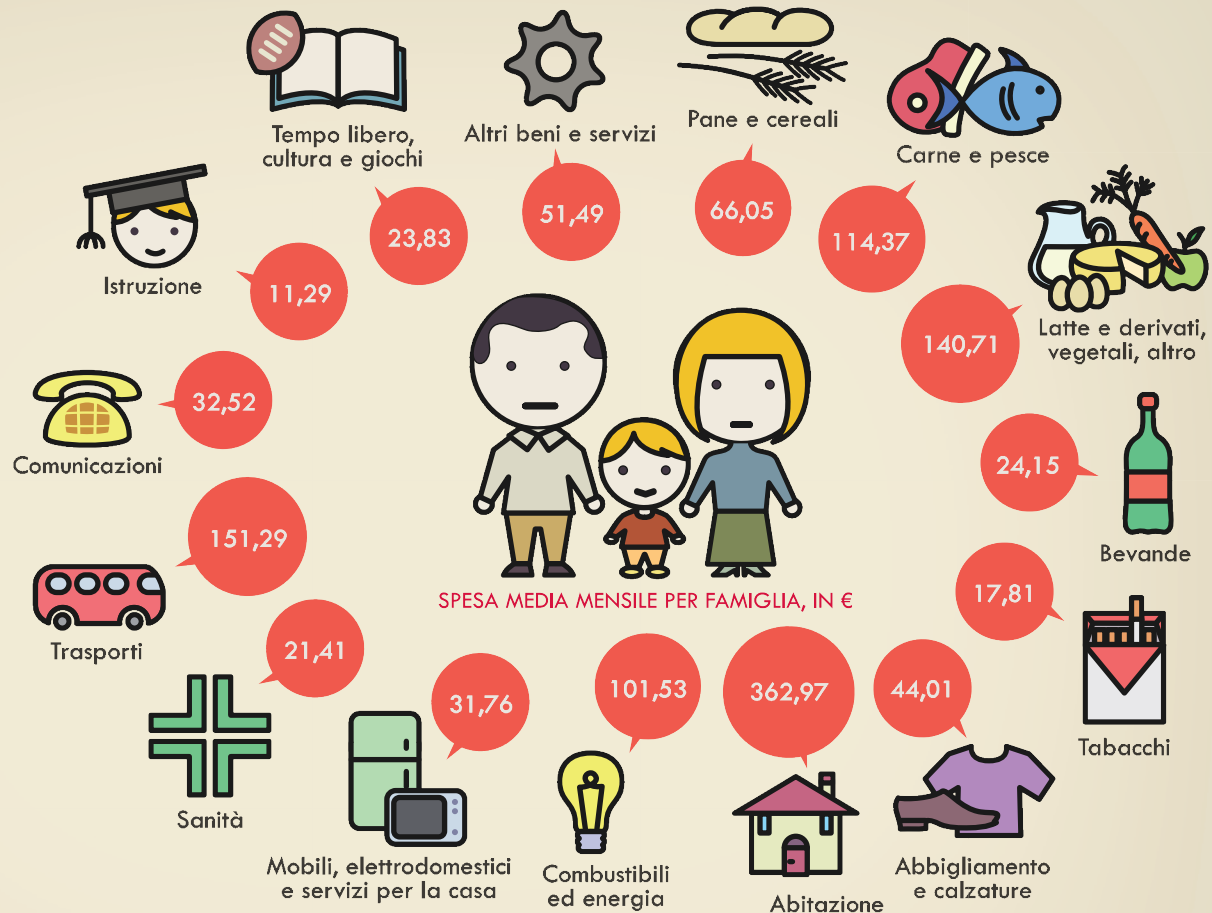 Tempo libero,
cultura e giochi
23,83
Altri beni e servizi
51,49
Pane e cereali
66,05
Carne e pesce
114,37
Latte e derivati,
vegetali, altro
140,71
Bevande
24,15
Tabacchi
17,81
Abbigliamento
e calzature
44,01
Abitazione
362,97
Combustibili
ed energia
101,53
Mobili, elettrodomestici
e servizi per la casa
31,76
Sanità
21,41
Trasporti
151,29
Comunicazioni
32,52
Istruzione
11,29
SPESA MEDIA MENSILE PER FAMIGLIA, IN €